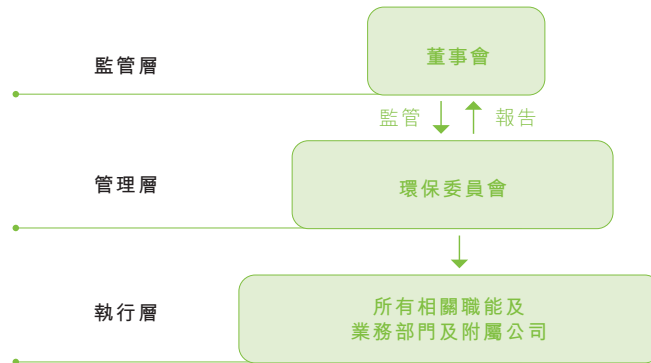 董事會
監管層
監管
報告
管理層
環保委員會
執行層
所有相關職能及
業務部門及附屬公司